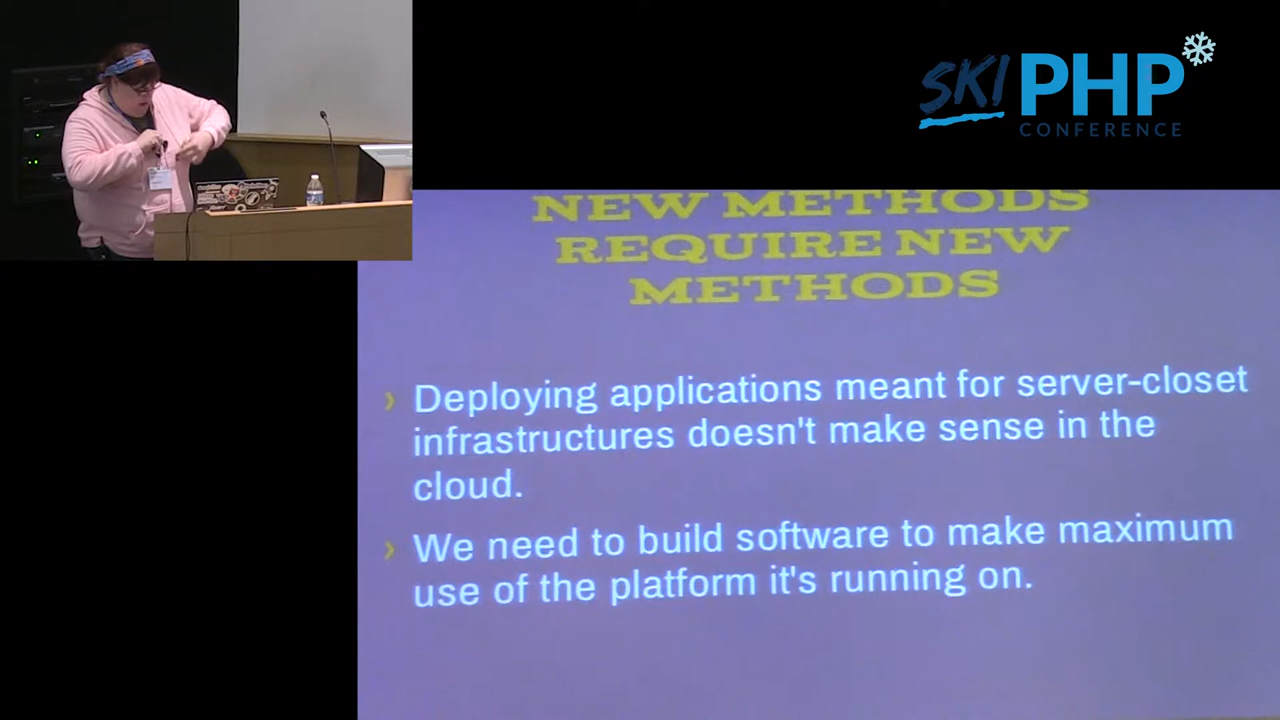 SKI PHP
CONFERENCE
NEW METHODS
REQUIRE NEW
METHODS
› Deploying applications meant for server-closet
infrastructures doesn't make sense in the
cloud.
› We need to build software to make maximum
use of the platform it's running on.